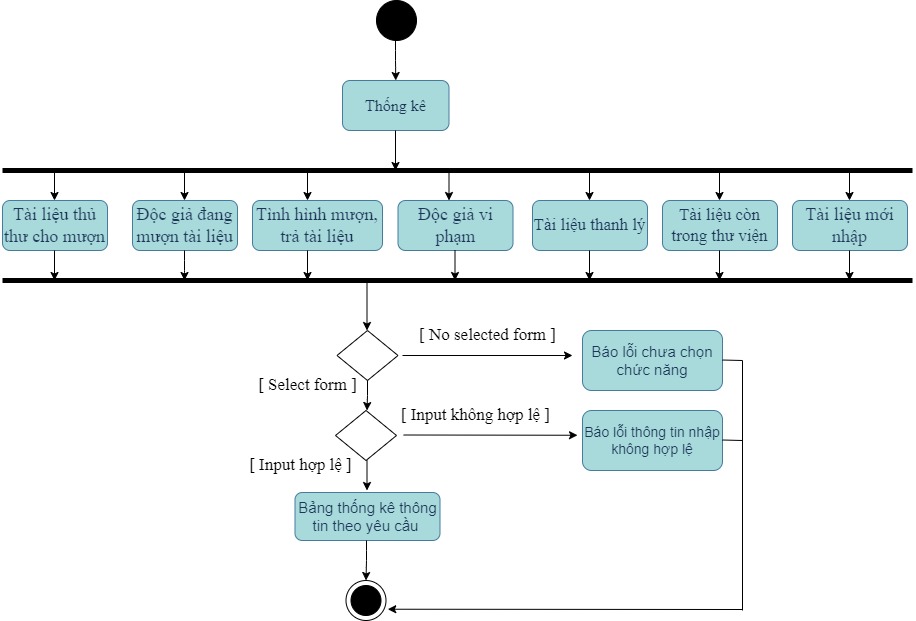 Thống kê
Tài liệu thủ
thư cho mượn
Độc giả đang
mượn tài liệu
Tình hình mượn,
trả tài liệu
Độc giả vi
phạm
Tài liệu thanh lý
Tài liệu còn
trong thư viện
Tài liệu mới
nhập
[ No selected form ]
Báo lỗi chưa chọn
chức năng
[ Select form ]
[ Input không hợp lệ ]
Báo lỗi thông tin nhập
không hợp lệ
[ Input hợp lệ ]
Bảng thống kê thông
tin theo yêu cầu